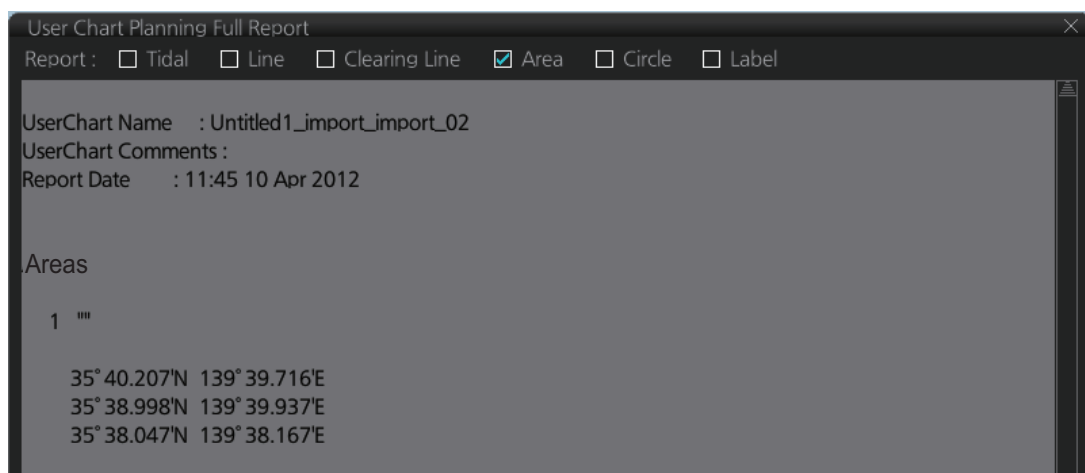 User Chart Planning Full Report
Report : Tidal Line Clearing Line Area Circle Label
UserChart Name : Untitled1_import_import_02
UserChart Comments :
Report Date : 11:45 10 Apr 2012
.Areas
1 ""
35° 40.207'N 139° 39.716'E
35° 38.998'N 139° 39.937'E
35° 38.047'N 139° 38.167'E